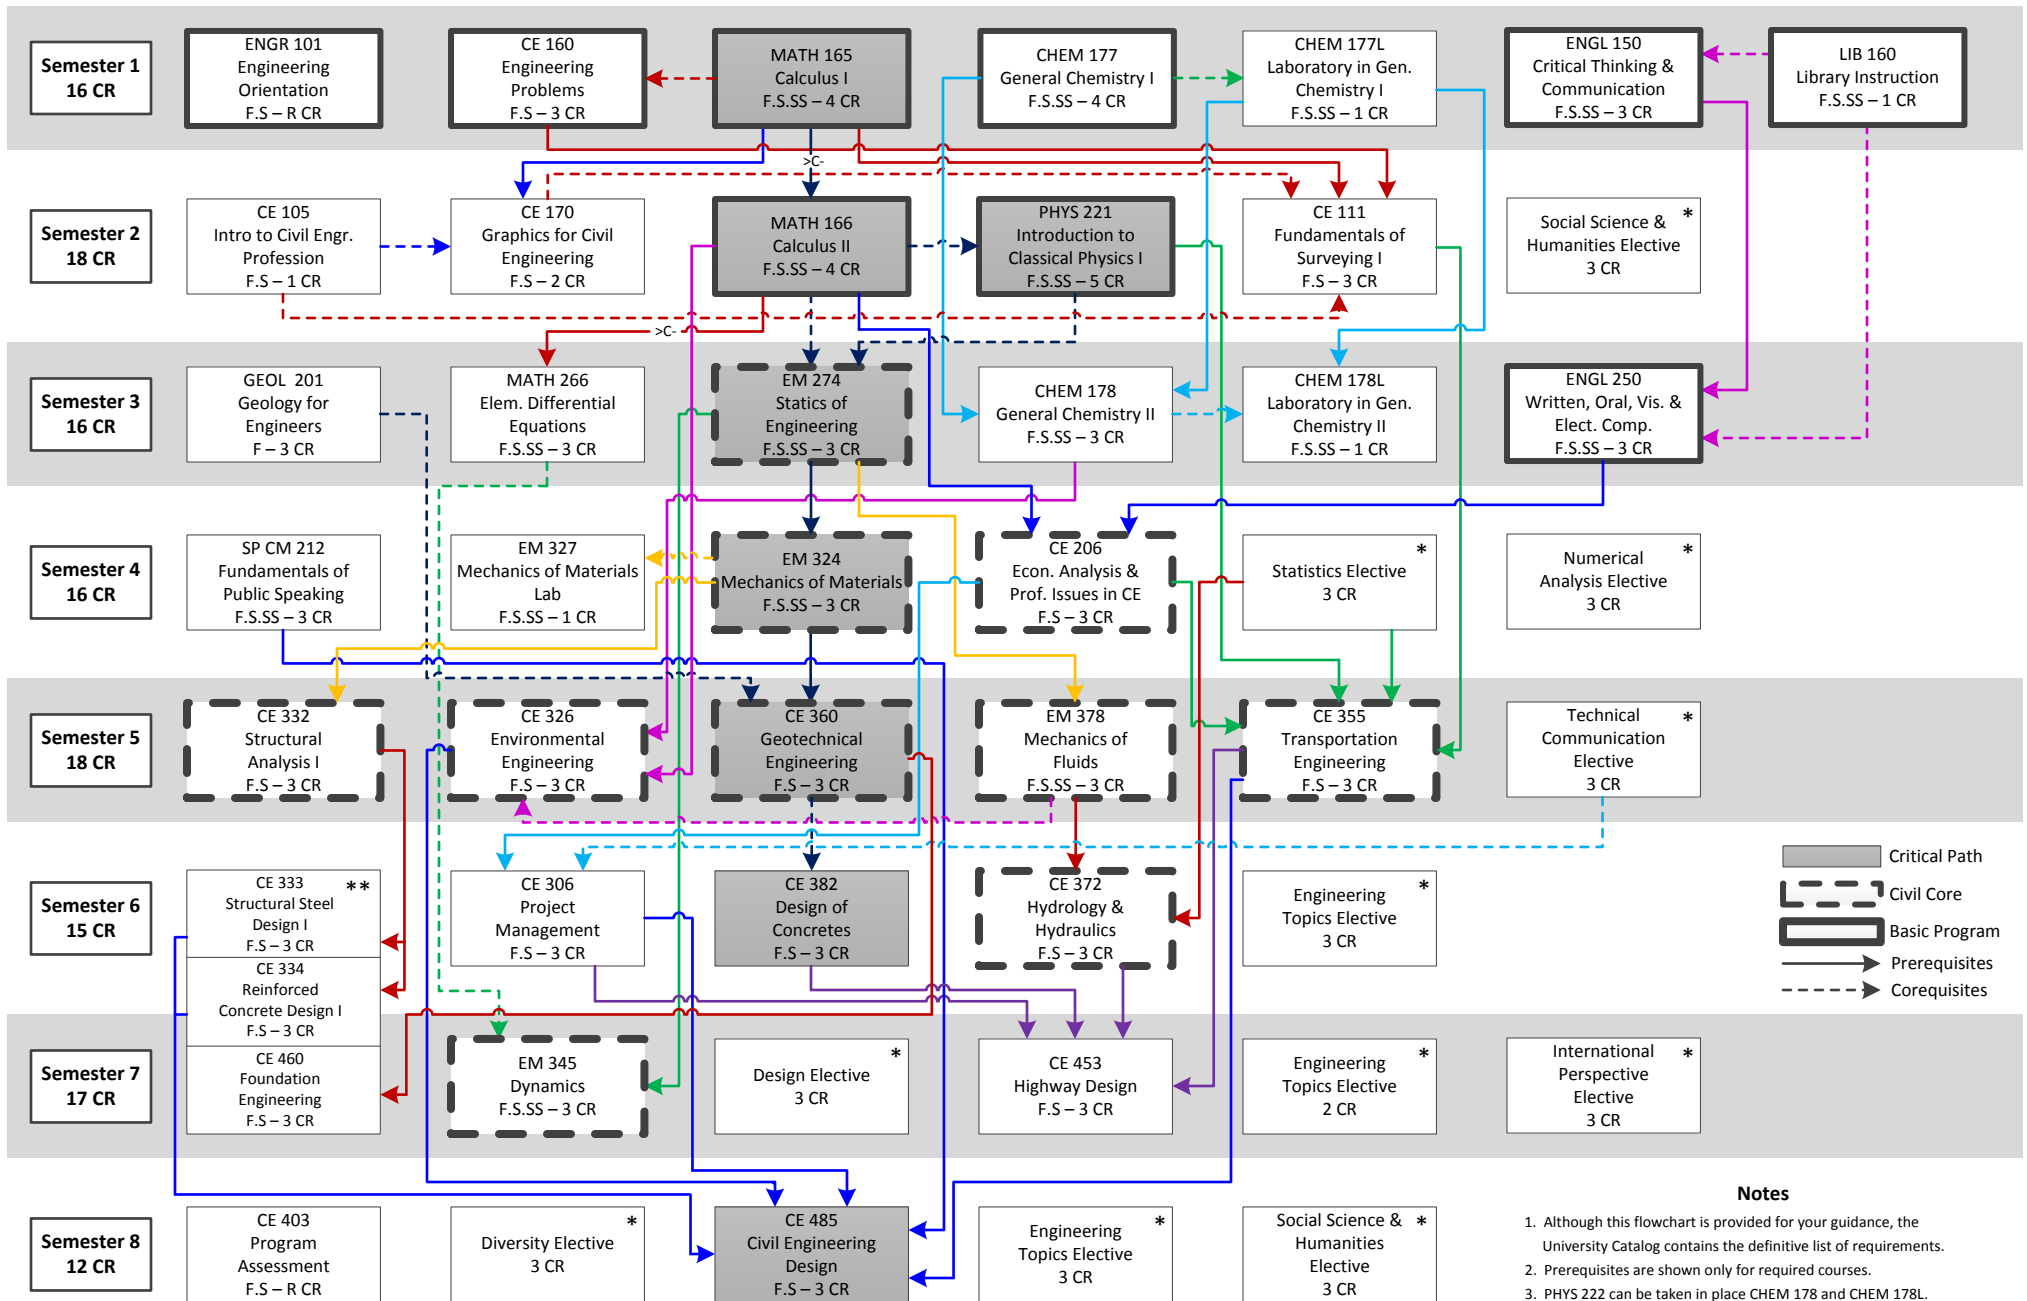 Semester 1
16 CR
ENGR 101
Engineering
Orientation
F.S – R CR
CE 160
Engineering
Problems
F.S – 3 CR
MATH 165
Calculus I
F.S.SS – 4 CR
CHEM 177
General Chemistry I
F.S.SS – 4 CR
CHEM 177L
Laboratory in Gen.
Chemistry I
F.S.SS – 1 CR
ENGL 150
Critical Thinking &
Communication
F.S.SS – 3 CR
LIB 160
Library Instruction
F.S.SS – 1 CR
>C-
Semester 2
18 CR
CE 105
Intro to Civil Engr.
Profession
F.S – 1 CR
CE 170
Graphics for Civil
Engineering
F.S – 2 CR
MATH 166
Calculus II
F.S.SS – 4 CR
PHYS 221
Introduction to
Classical Physics I
F.S.SS – 5 CR
CE 111
Fundamentals of
Surveying I
F.S – 3 CR
Social Science & *
Humanities Elective
3 CR
>C-
Semester 3
16 CR
GEOL 201
Geology for
Engineers
F – 3 CR
MATH 266
Elem. Differential
Equations
F.S.SS – 3 CR
EM 274
Statics of
Engineering
F.S.SS – 3 CR
CHEM 178
General Chemistry II
F.S.SS – 3 CR
CHEM 178L
Laboratory in Gen.
Chemistry II
F.S.SS – 1 CR
ENGL 250
Written, Oral, Vis. &
Elect. Comp.
F.S.SS – 3 CR
Semester 4
16 CR
SP CM 212
Fundamentals of
Public Speaking
F.S.SS – 3 CR
EM 327
Mechanics of Materials
Lab
F.S.SS – 1 CR
EM 324
Mechanics of Materials
F.S.SS – 3 CR
CE 206
Econ. Analysis &
Prof. Issues in CE
F.S – 3 CR
*
Statistics Elective
3 CR
Numerical *
Analysis Elective
3 CR
Semester 5
18 CR
CE 332
Structural
Analysis I
F.S – 3 CR
CE 326
Environmental
Engineering
F.S – 3 CR
CE 360
Geotechnical
Engineering
F.S – 3 CR
EM 378
Mechanics of
Fluids
F.S.SS – 3 CR
CE 355
Transportation
Engineering
F.S – 3 CR
Technical *
Communication
Elective
3 CR
Semester 6
15 CR
CE 333 **
Structural Steel
Design I
F.S – 3 CR
CE 334
Reinforced
Concrete Design I
F.S – 3 CR
CE 306
Project
Management
F.S – 3 CR
CE 382
Design of
Concretes
F.S – 3 CR
CE 372
Hydrology &
Hydraulics
F.S – 3 CR
Engineering *
Topics Elective
3 CR
Critical Path
Civil Core
Basic Program
Prerequisites
Corequisites
Semester 7
17 CR
CE 460
Foundation
Engineering
F.S – 3 CR
EM 345
Dynamics
F.S.SS – 3 CR
*
Design Elective
3 CR
CE 453
Highway Design
F.S – 3 CR
Engineering *
Topics Elective
2 CR
International *
Perspective
Elective
3 CR
Semester 8
12 CR
CE 403
Program
Assessment
F.S – R CR
*
Diversity Elective
3 CR
CE 485
Civil Engineering
Design
F.S – 3 CR
Engineering *
Topics Elective
3 CR
Social Science & *
Humanities
Elective
3 CR
Notes
1. Although this flowchart is provided for your guidance, the
University Catalog contains the definitive list of requirements.
2. Prerequisites are shown only for required courses.
3. PHYS 222 can be taken in place CHEM 178 and CHEM 178L.